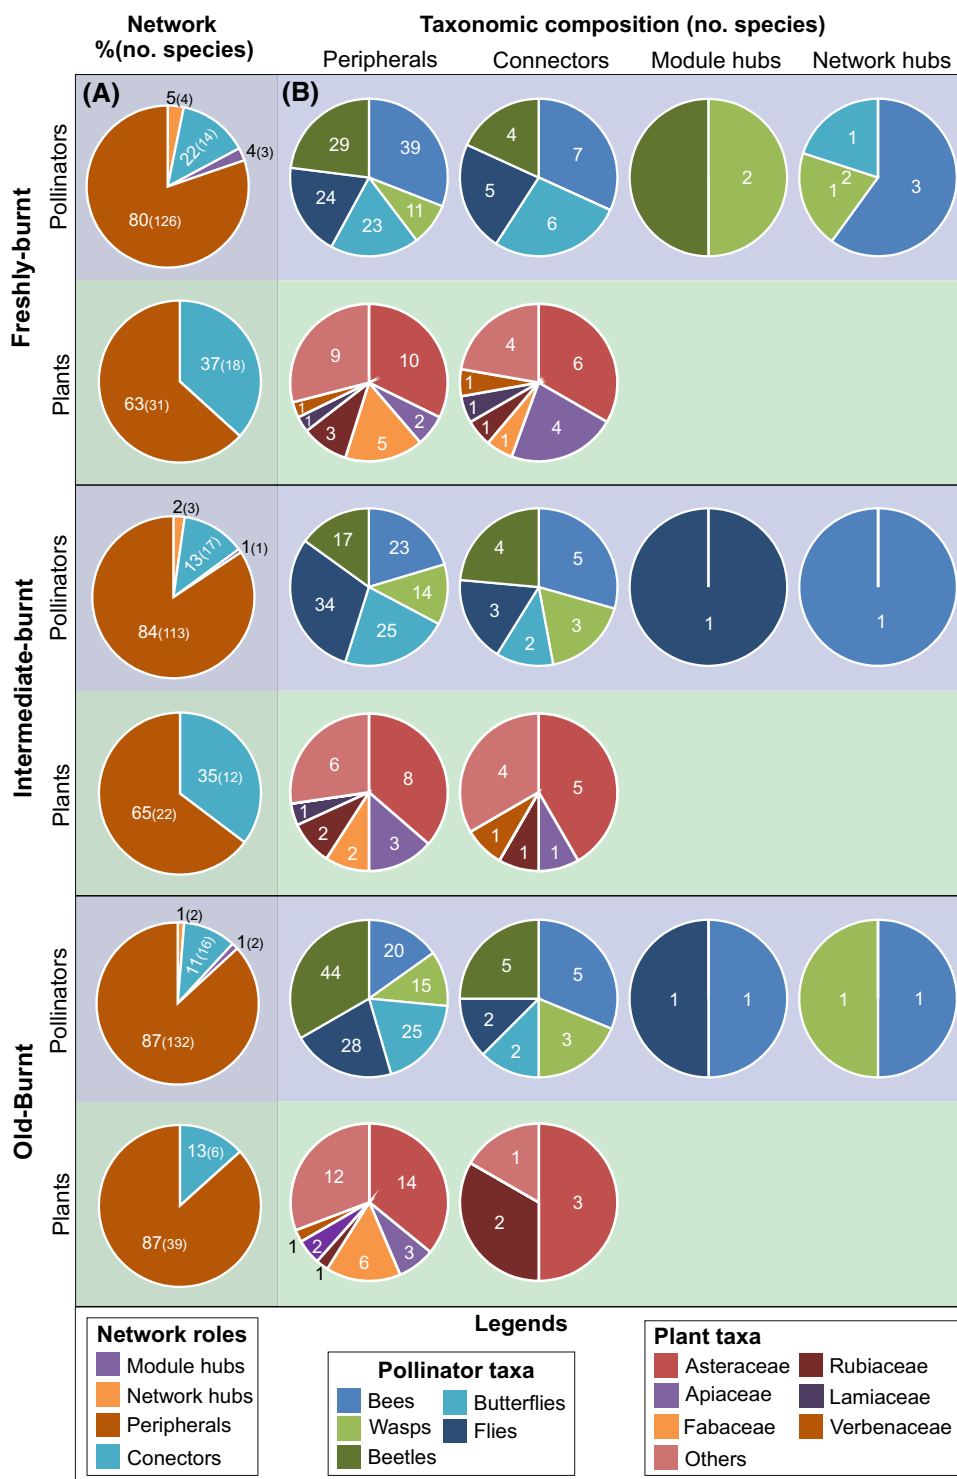 Network
%(no. species)
Taxonomic composition (no. species)
Peripherals
Connectors
Module hubs
Network hubs
(A)
(B)
Freshly-burnt
Pollinators
5(4)
22(14)
4(3)
80(126)
29
39
24
11
23
4
7
5
6
2
1
2
1
3
Plants
37(18)
63(31)
9
10
1
1
3
5
2
4
6
1
1
1
1
4
Intermediate-burnt
Pollinators
2(3)
13(17)
1(1)
84(113)
17
23
34
14
25
4
5
3
3
2
1
1
Plants
35(12)
65(22)
6
8
1
2
2
3
4
5
1
1
1
Old-Burnt
Pollinators
1(2)
11(16)
1(2)
87(132)
44
20
15
28
25
5
5
2
3
2
1
1
1
1
Plants
13(6)
87(39)
12
14
1
2
1
6
3
1
3
2
Legends
Network roles
Module hubs
Network hubs
Peripherals
Conectors
Pollinator taxa
Bees
Butterflies
Wasps
Flies
Beetles
Plant taxa
Asteraceae
Rubiaceae
Apiaceae
Lamiaceae
Fabaceae
Verbenaceae
Others